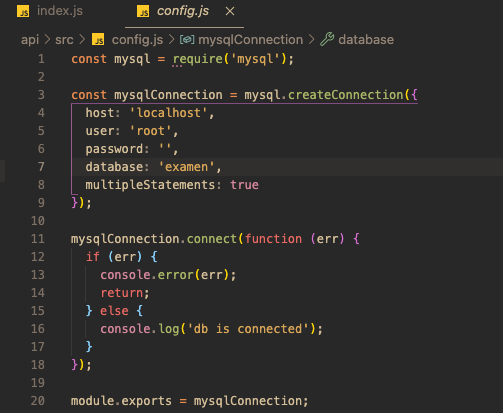 JS index.js JS config.js ×
api > src > JS config.js > mysqlConnection > database
1 const mysql = require('mysql');
2
3 const mysqlConnection = mysql.createConnection({
4 host: 'localhost',
5 user: 'root',
6 password: '',
7 database: 'examen',
8 multipleStatements: true
9 });
10
11 mysqlConnection.connect(function (err) {
12 if (err) {
13 console.error(err);
14 return;
15 } else {
16 console.log('db is connected');
17 }
18 });
19
20 module.exports = mysqlConnection;